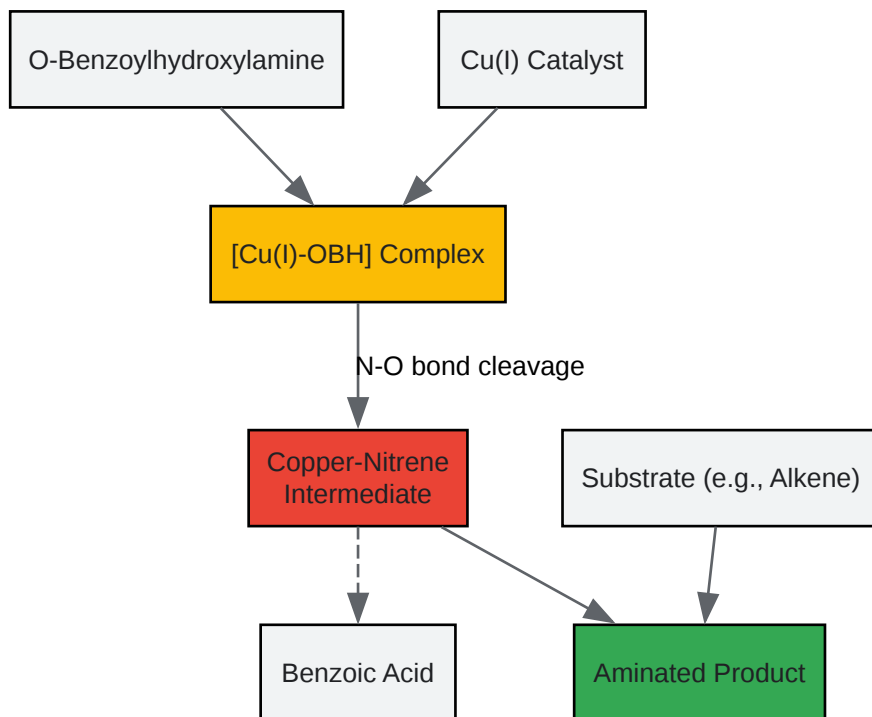 O-Benzoylhydroxylamine
Cu(I) Catalyst
[Cu(I)-OBH] Complex
N-O bond cleavage
Copper-Nitrene
Intermediate
Substrate (e.g., Alkene)
Benzoic Acid
Aminated Product